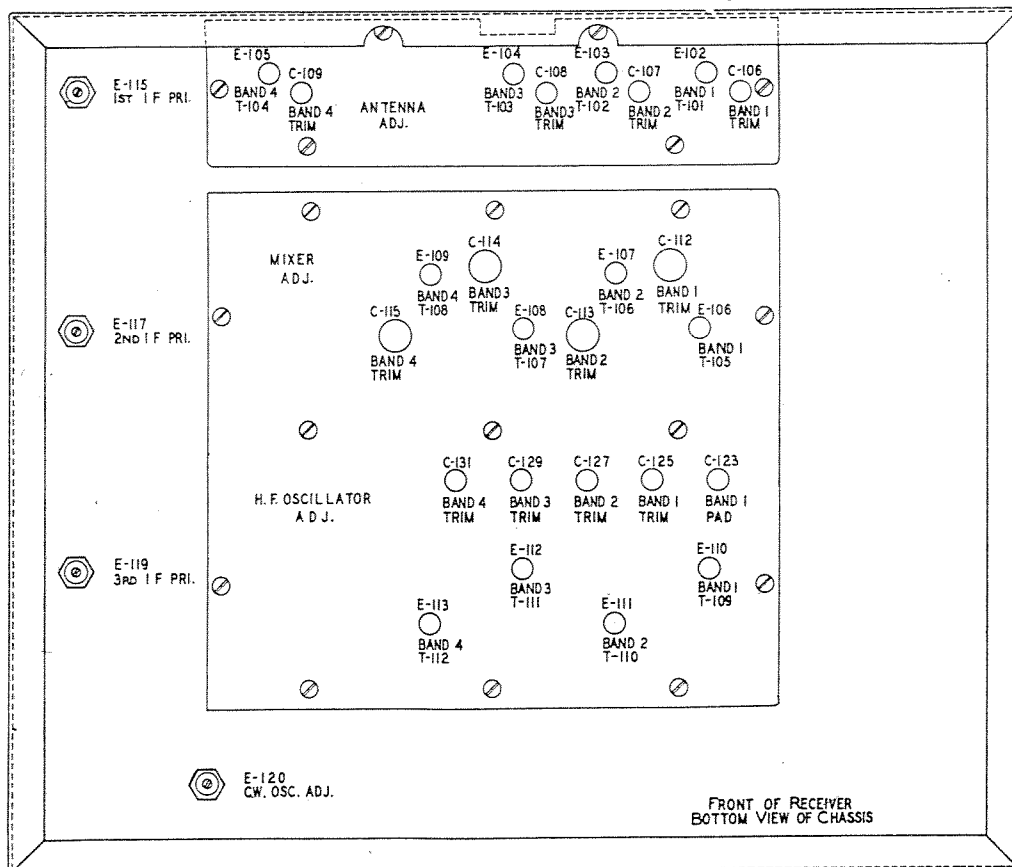 E-115
1ST I F PRI.
E-105
BAND 4
T-104
C-109
BAND 4
TRIM
ANTENNA
ADJ.
E-104
BAND 3
T-103
C-108
BAND 3
TRIM
E-103
BAND 2
T-102
C-107
BAND 2
TRIM
E-102
BAND 1
T-101
C-106
BAND 1
TRIM
MIXER
ADJ.
E-109
BAND 4
T-108
C-114
BAND 3
TRIM
E-107
BAND 2
T-106
C-112
BAND 1
TRIM
E-117
2ND I F PRI.
C-115
BAND 4
TRIM
E-108
BAND 3
T-107
C-113
BAND 2
TRIM
E-106
BAND 1
T-105
H.F. OSCILLATOR
ADJ.
C-131
BAND 4
TRIM
C-129
BAND 3
TRIM
C-127
BAND 2
TRIM
C-125
BAND 1
TRIM
C-123
BAND 1
PAD
E-119
3RD I F PRI.
E-112
BAND 3
T-111
E-110
BAND 1
T-109
E-113
BAND 4
T-112
E-111
BAND 2
T-110
E-120
C.W. OSC. ADJ.
FRONT OF RECEIVER
BOTTOM VIEW OF CHASSIS